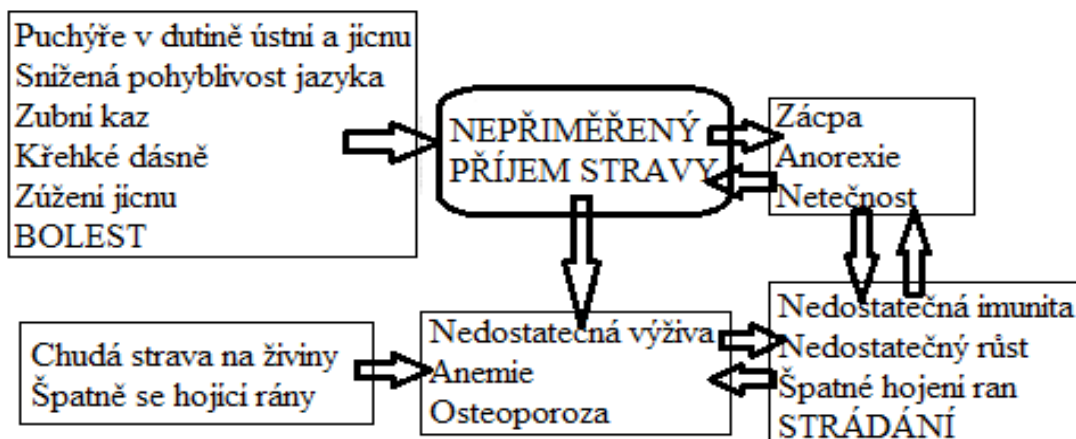 Puchýře v dutině ústní a jícnu
Snížená pohyblivost jazyka
Zubní kaz
Křehké dásně
Zúžení jícnu
BOLEST
NEPŘIMĚŘENÝ
PŘÍJEM STRAVY
Zácpa
Anorexie
Netečnost
Chudá strava na živiny
Špatně se hojící rány
Nedostatečná výživa
Anemie
Osteoporoza
Nedostatečná imunita
Nedostatečný růst
Špatné hojení ran
STRÁDÁNÍ